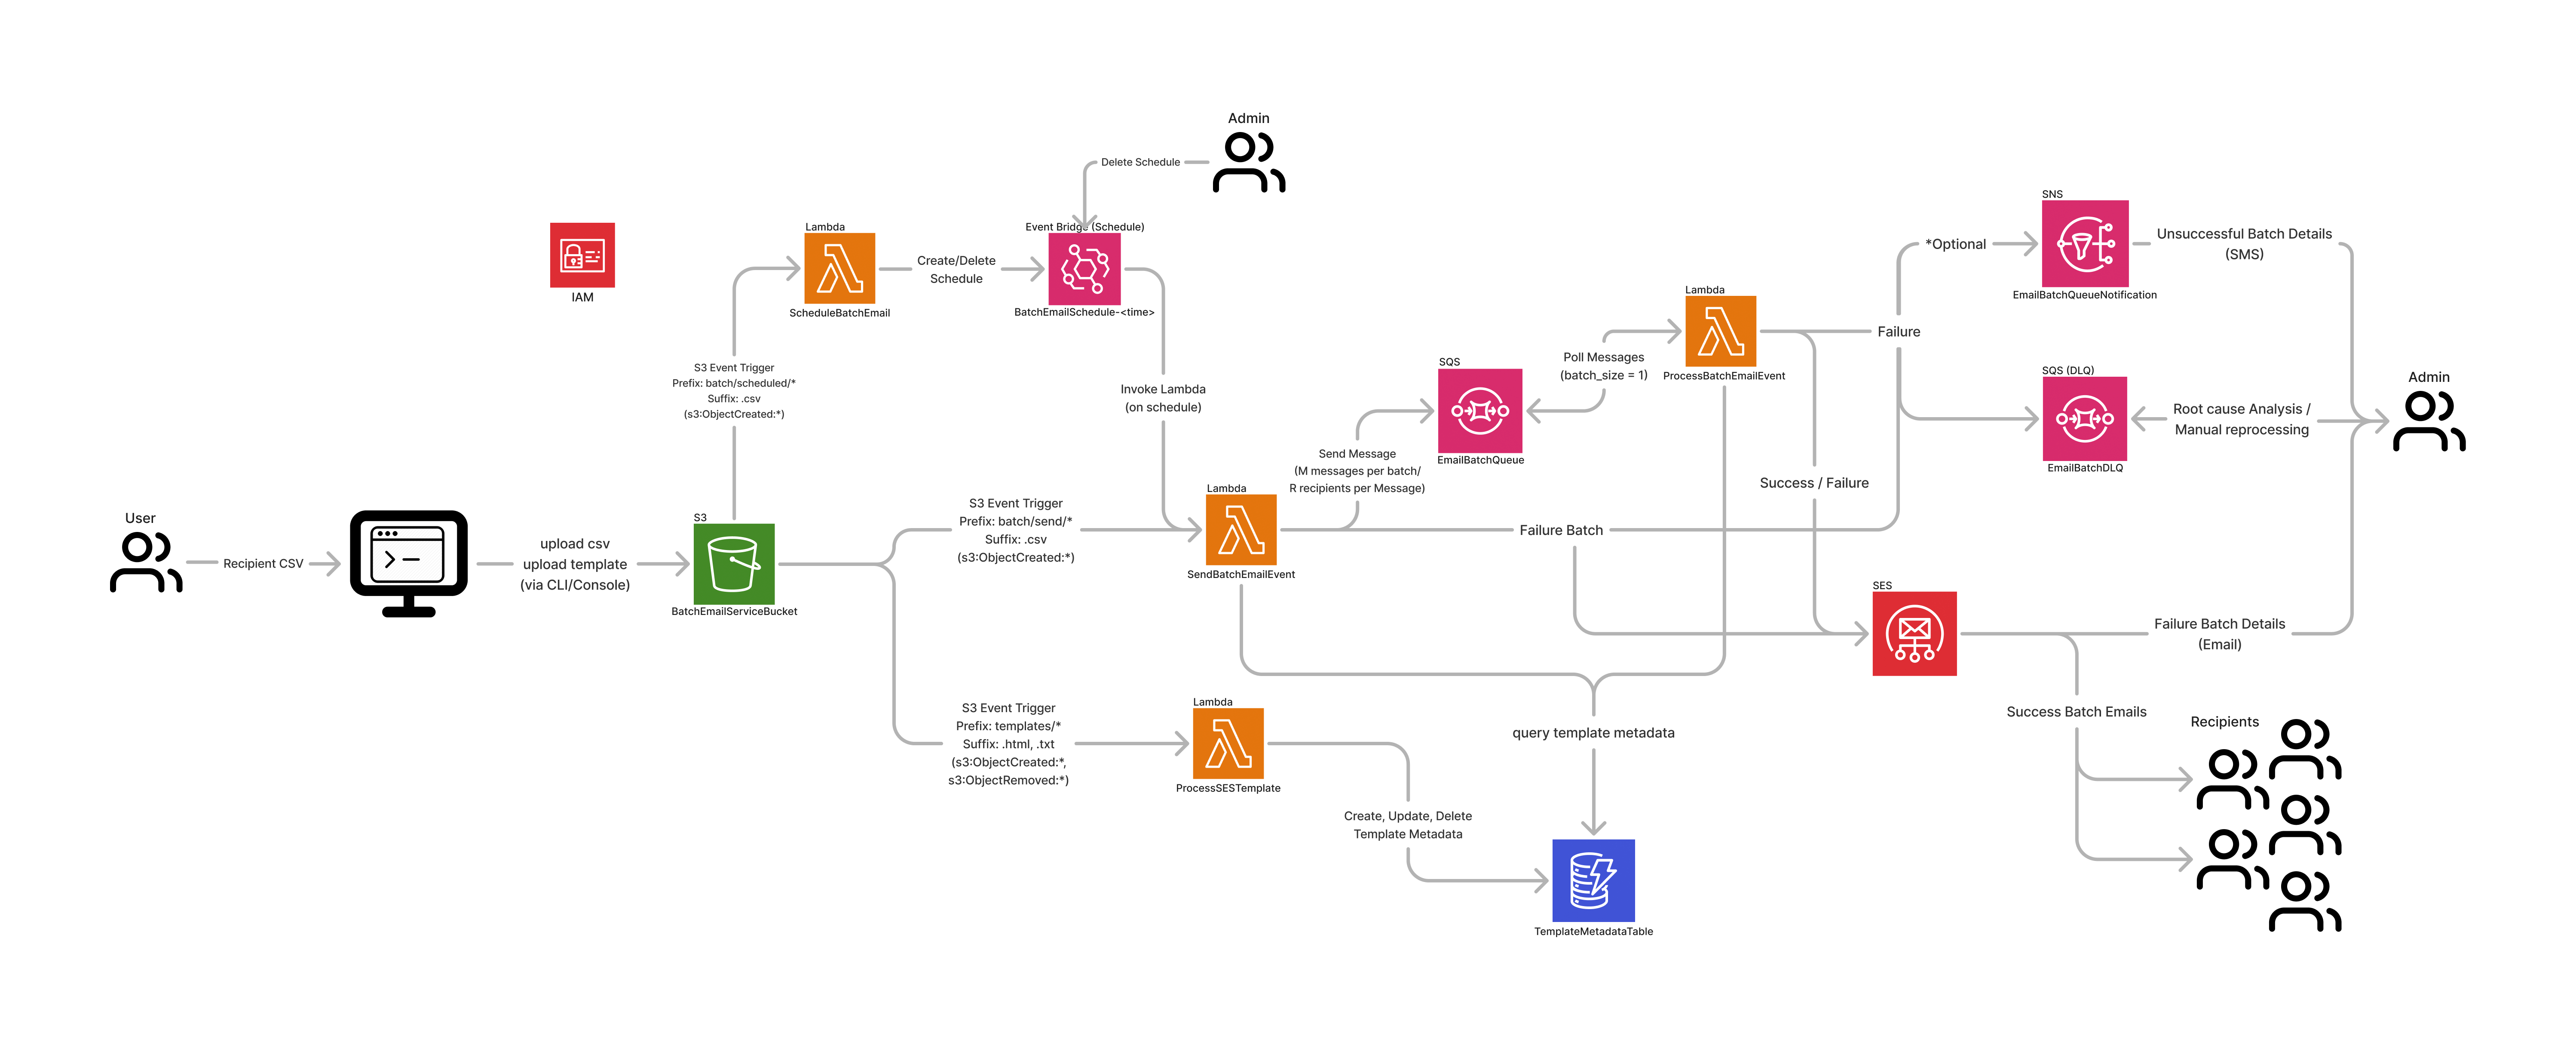 Admin
Delete Schedule
IAM
Lambda
ScheduleBatchEmail
Create/Delete
Schedule
Event Bridge (Schedule)
BatchEmailSchedule-<time>
S3 Event Trigger
Prefix: batch/scheduled/*
Suffix: .csv
(s3:ObjectCreated:*)
Invoke Lambda
(on schedule)
User
Recipient CSV
upload csv
upload template
(via CLI/Console)
S3
BatchEmailServiceBucket
S3 Event Trigger
Prefix: batch/send/*
Suffix: .csv
(s3:ObjectCreated:*)
Lambda
SendBatchEmailEvent
S3 Event Trigger
Prefix: templates/*
Suffix: .html, .txt
(s3:ObjectCreated:*,
s3:ObjectRemoved:*)
Lambda
ProcessSESTemplate
Create, Update, Delete
Template Metadata
TemplateMetadataTable
query template metadata
Send Message
(M messages per batch/
R recipients per Message)
SQS
EmailBatchQueue
Poll Messages
(batch_size = 1)
Lambda
ProcessBatchEmailEvent
Failure Batch
Success / Failure
Failure
*Optional
SNS
EmailBatchQueueNotification
Unsuccessful Batch Details
(SMS)
SQS (DLQ)
EmailBatchDLQ
Root cause Analysis /
Manual reprocessing
Admin
SES
Failure Batch Details
(Email)
Success Batch Emails
Recipients